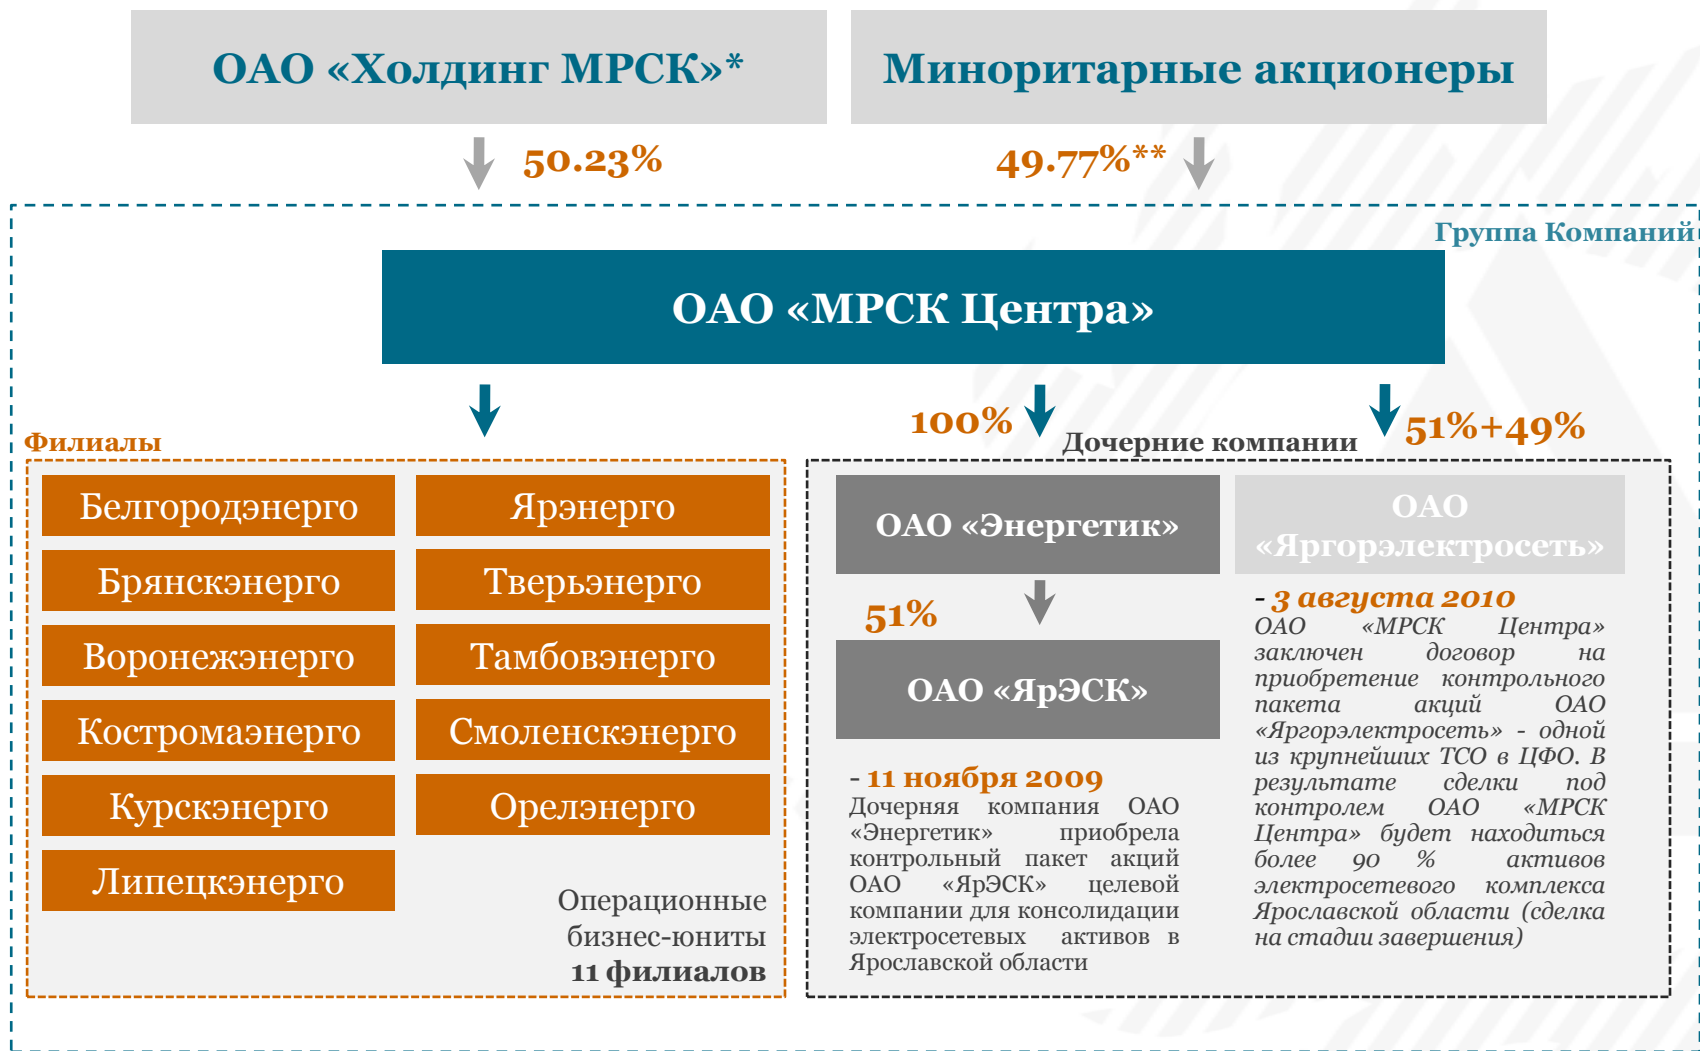 ОАО «Холдинг МРСК»*
Миноритарные акционеры
50.23%
49.77%**
Группа Компаний
ОАО «МРСК Центра»
Филиалы
100%
Дочерние компании
51%+49%
Белгородэнерго
Ярэнерго
Брянскэнерго
Тверьэнерго
Воронежэнерго
Тамбовэнерго
Костромаэнерго
Смоленскэнерго
Курскэнерго
Орелэнерго
Липецкэнерго
Операционные
бизнес-юниты
11 филиалов
ОАО «Энергетик»
51%
ОАО «ЯрЭСК»
- 11 ноября 2009
Дочерняя компания ОАО
«Энергетик» приобрела
контрольный пакет акций
ОАО «ЯрЭСК» целевой
компании для консолидации
электросетевых активов в
Ярославской области
ОАО
«Яргорэлектросеть»
- 3 августа 2010
ОАО «МРСК Центра»
заключен договор на
приобретение контрольного
пакета акций ОАО
«Яргорэлектросеть» - одной
из крупнейших ТСО в ЦФО. В
результате сделки под
контролем ОАО «МРСК
Центра» будет находиться
более 90 % активов
электросетевого комплекса
Ярославской области (сделка
на стадии завершения)